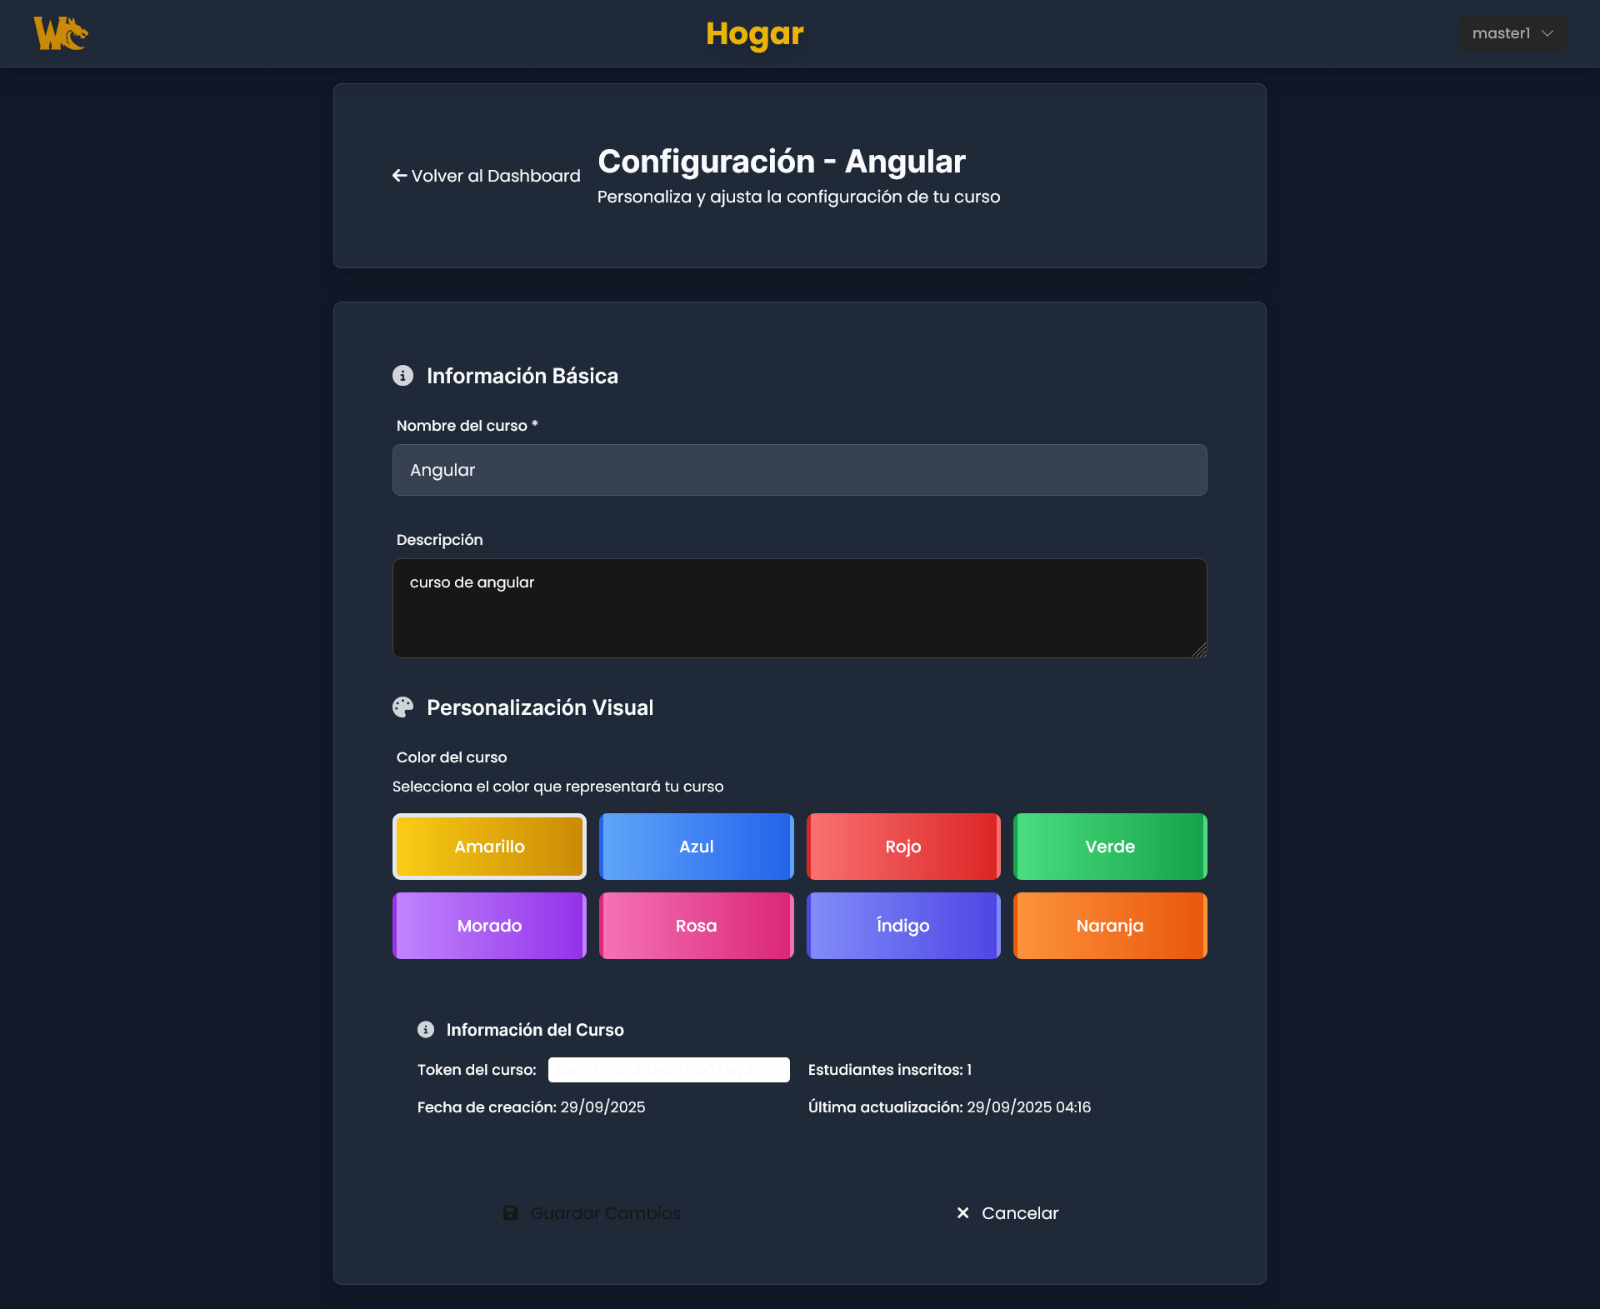 Hogar
master1
Volver al Dashboard
Configuración - Angular
Personaliza y ajusta la configuración de tu curso
Información Básica
Nombre del curso *
Angular
Descripción
curso de angular
Personalización Visual
Color del curso
Selecciona el color que representará tu curso
Amarillo
Azul
Rojo
Verde
Morado
Rosa
Índigo
Naranja
Información del Curso
Token del curso:
Estudiantes inscritos: 1
Fecha de creación: 29/09/2025
Última actualización: 29/09/2025 04:16
Guardar Cambios
Cancelar